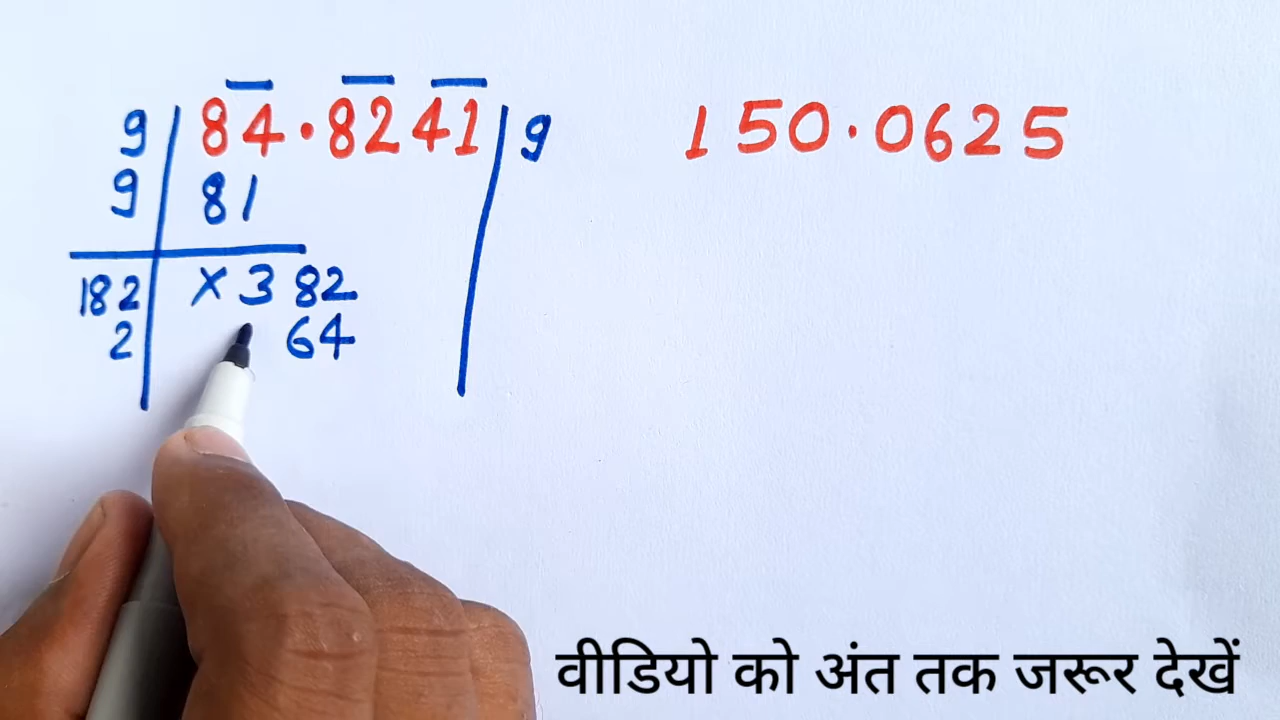 9 84.8241 9 150.0625
9 81
182 ×3 82
2 64
वीडियो को अंत तक जरूर देखें